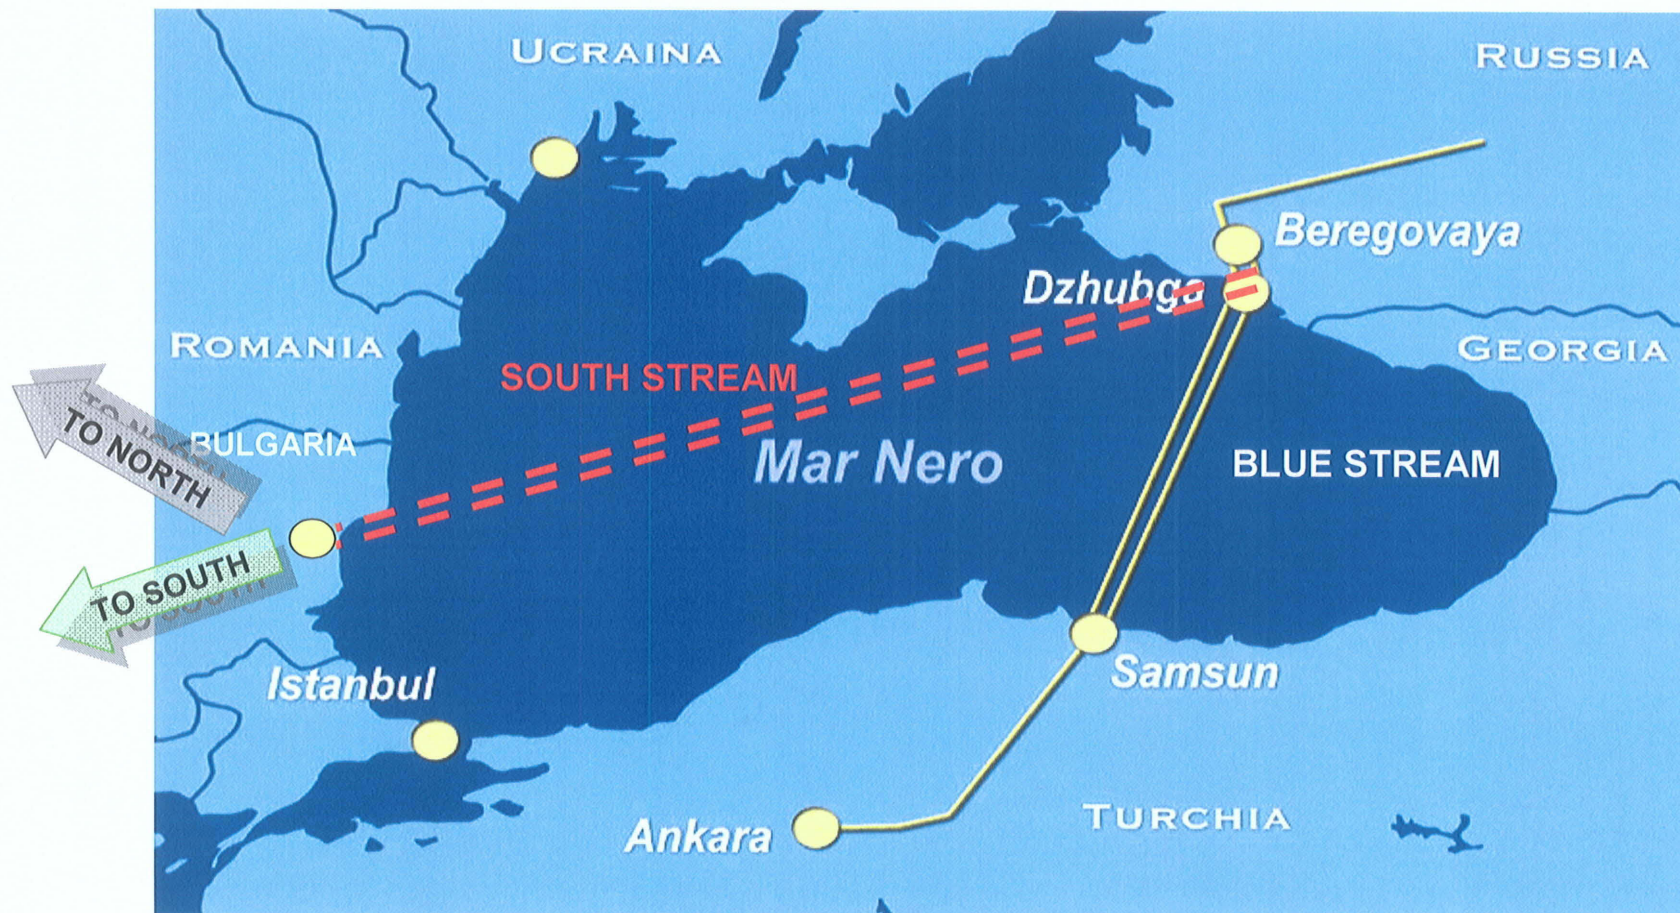 UCRAINA
RUSSIA
Beregovaya
Dzhubga
ROMANIA
GEORGIA
SOUTH STREAM
TO NORTH
BULGARIA
Mar Nero
BLUE STREAM
TO SOUTH
Istanbul
Samsun
TURCHIA
Ankara